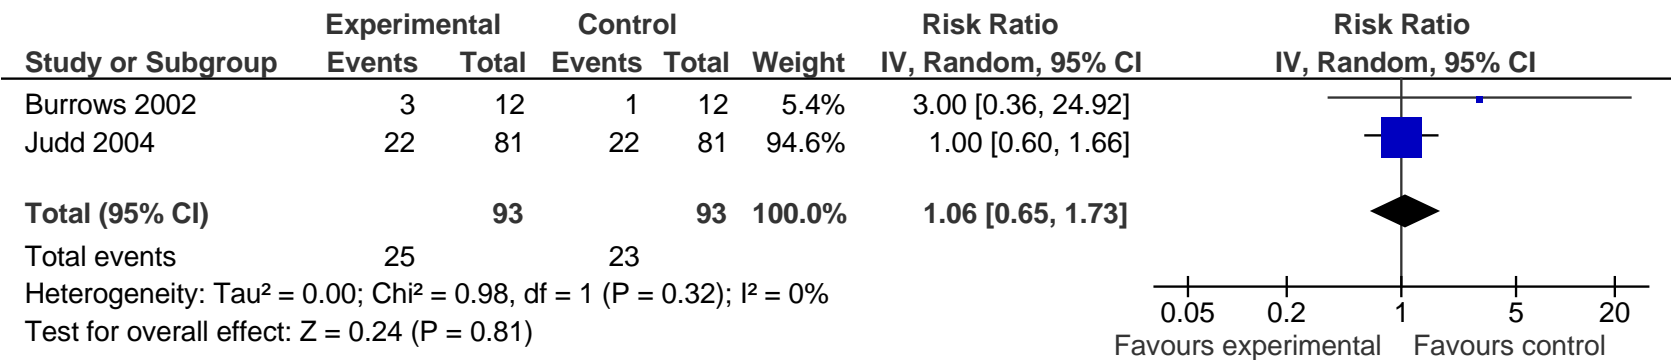 Experimental Control Risk Ratio Risk Ratio
Study or Subgroup Events Total Events Total Weight IV, Random, 95% CI IV, Random, 95% CI
Burrows 2002 3 12 1 12 5.4% 3.00 [0.36, 24.92]
Judd 2004 22 81 22 81 94.6% 1.00 [0.60, 1.66]
Total (95% CI) 93 93 100.0% 1.06 [0.65, 1.73]
Total events 25 23
Heterogeneity: Tau² = 0.00; Chi² = 0.98, df = 1 (P = 0.32); I² = 0%
Test for overall effect: Z = 0.24 (P = 0.81)
0.05 0.2 1 5 20
Favours experimental Favours control